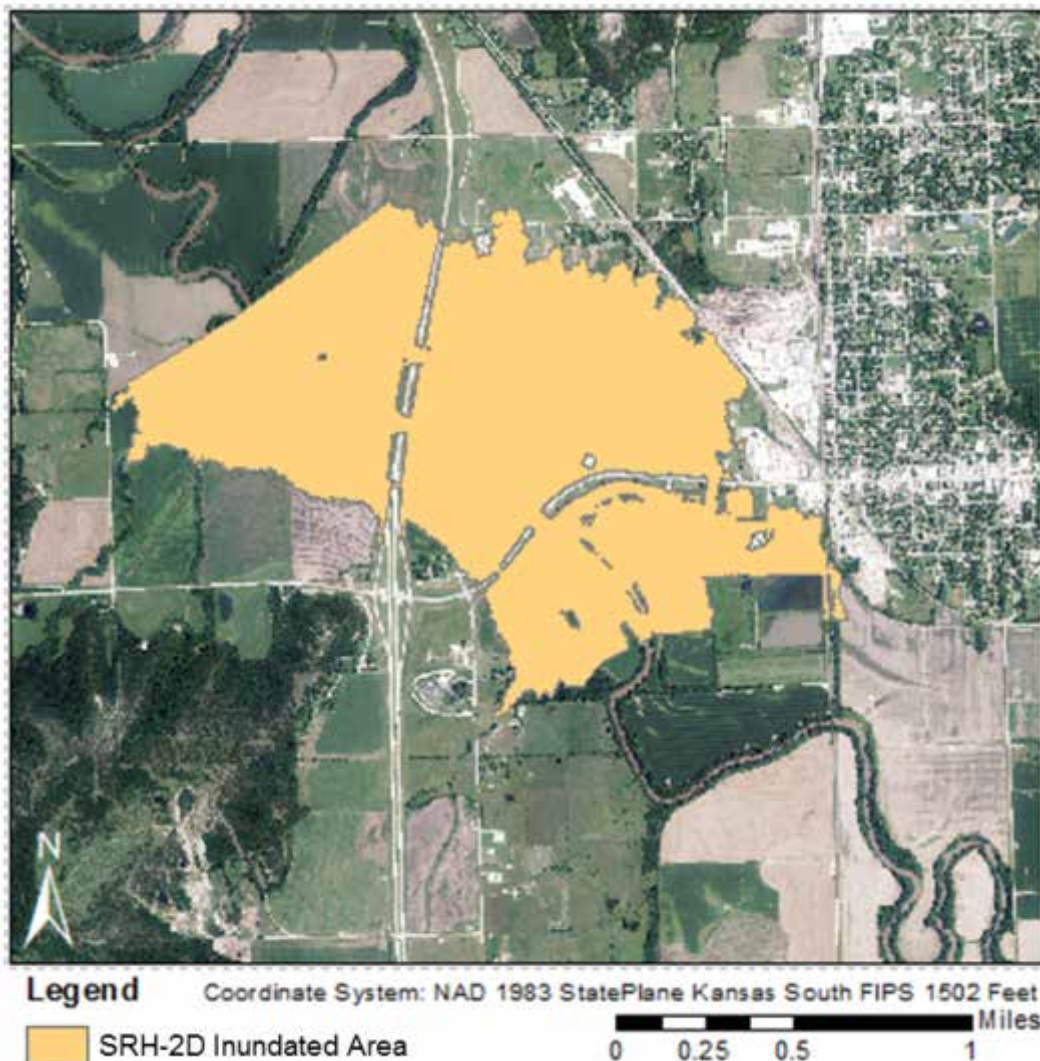 N
Legend
Coordinate System: NAD 1983 StatePlane Kansas South FIPS 1502 Feet
Miles
SRH-2D Inundated Area
0 0.25 0.5 1